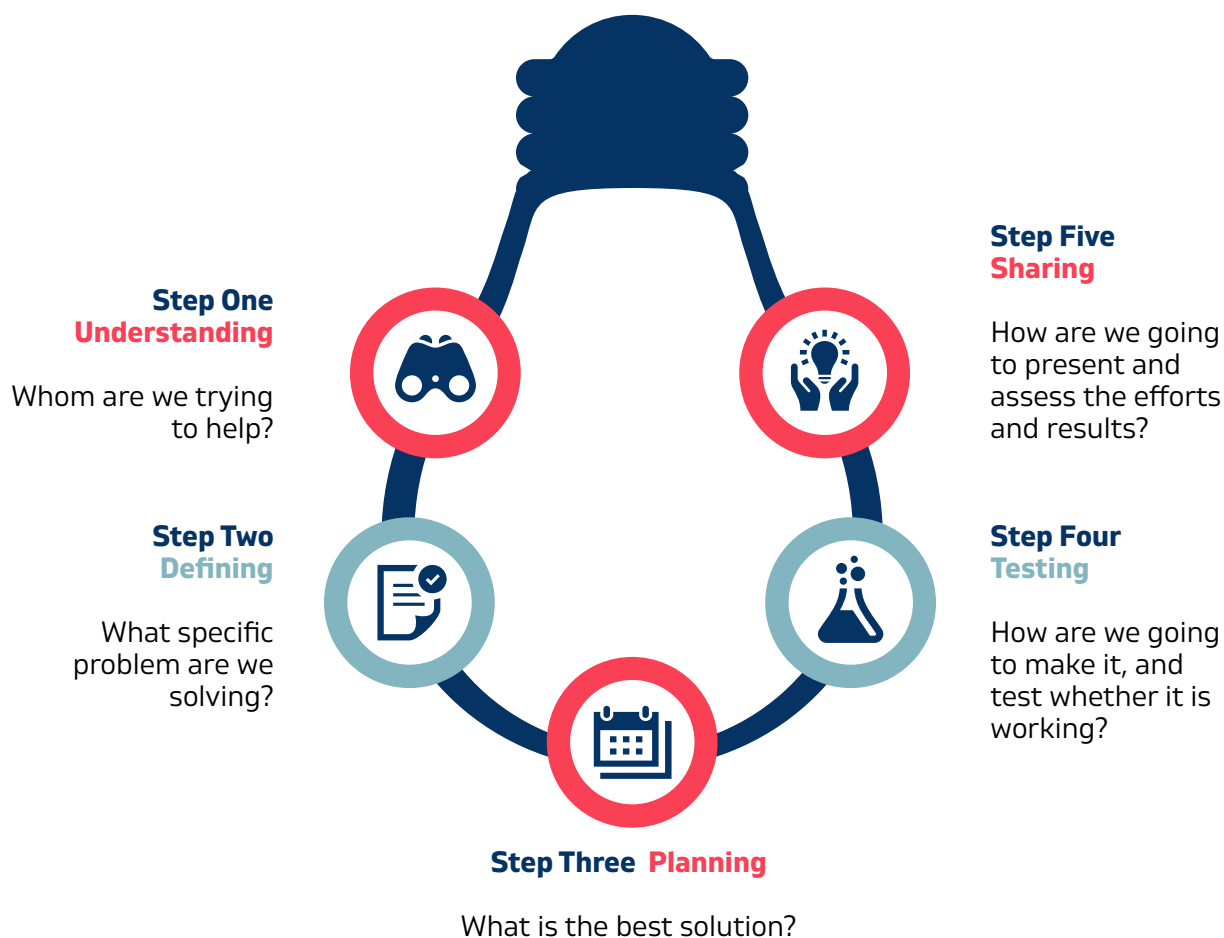 Step One
Understanding
Whom are we trying
to help?
Step Two
Defining
What specific
problem are we
solving?
Step Three Planning
What is the best solution?
Step Four
Testing
How are we going
to make it, and
test whether it is
working?
Step Five
Sharing
How are we going
to present and
assess the efforts
and results?